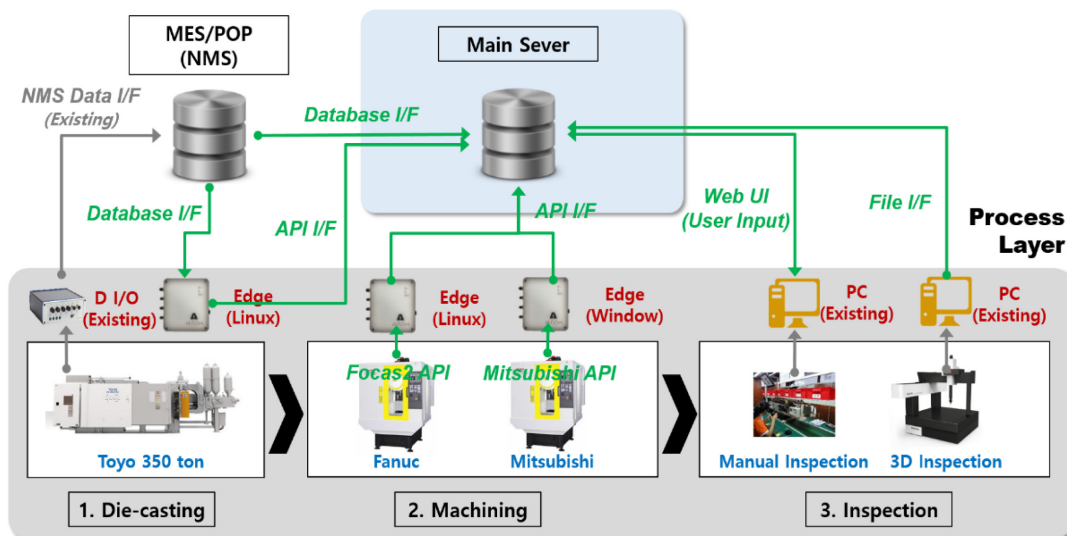 MES/POP
(NMS)
Main Sever
NMS Data I/F
(Existing)
Database I/F
Database I/F
API I/F
API I/F
Web UI
(User Input)
File I/F
Process
Layer
D I/O
(Existing)
Edge
(Linux)
Edge
(Linux)
Edge
(Window)
PC
(Existing)
PC
(Existing)
Focas2 API
Mitsubishi API
Toyo 350 ton
Fanuc
Mitsubishi
Manual Inspection
3D Inspection
1. Die-casting
2. Machining
3. Inspection